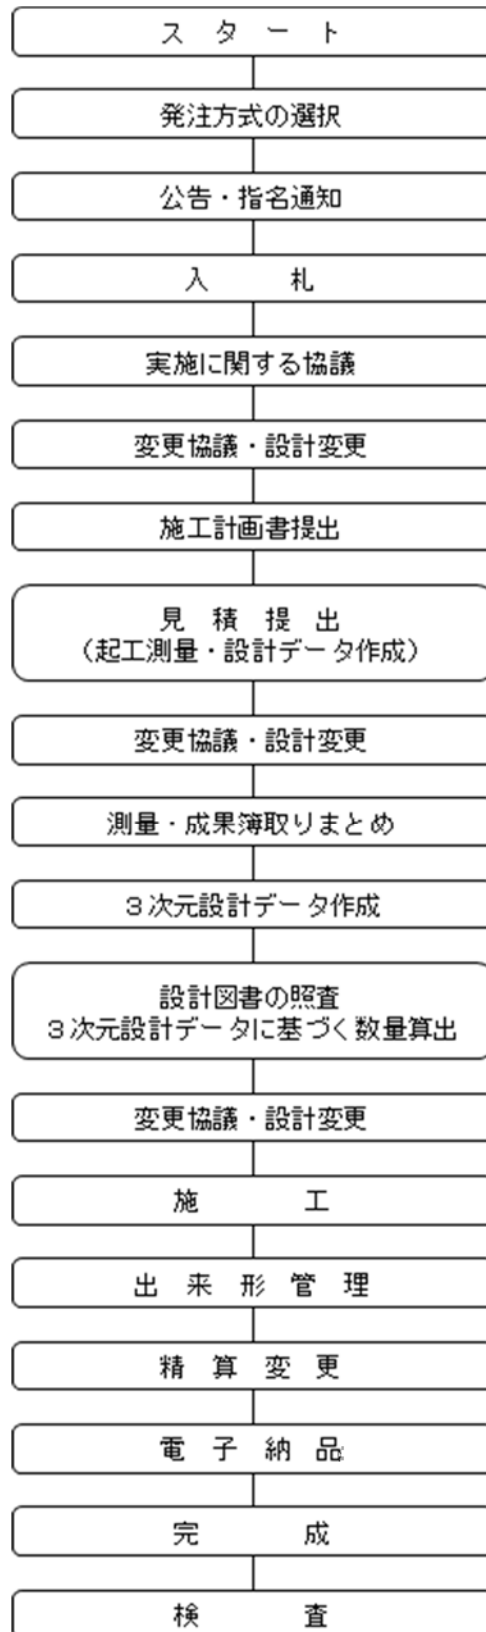 スタート
発注方式の選択
公告・指名通知
入札
実施に関する協議
変更協議・設計変更
施工計画書提出
見積提出
（起工測量・設計データ作成）
変更協議・設計変更
測量・成果簿取りまとめ
３次元設計データ作成
設計図書の照査
３次元設計データに基づく数量算出
変更協議・設計変更
施工
出来形管理
精算変更
電子納品
完成
検査